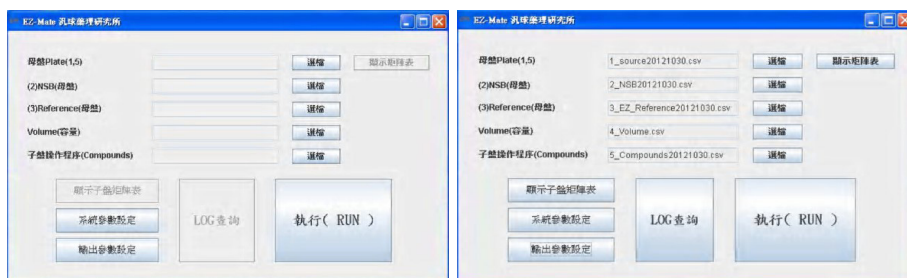 EZ-Mate 汎球藥理研究所
母盤Plate(1,5) 選檔 顯示矩陣表
(2)NSB(母盤) 選檔
(3)Reference(母盤) 選檔
Volume(容量) 選檔
子盤操作程序(Compounds) 選檔
顯示子盤矩陣表
系統參數設定
輸出參數設定
LOG查詢
執行( RUN )
EZ-Mate 汎球藥理研究所
母盤Plate(1,5) 1_source20121030.csv 選檔 顯示矩陣表
(2)NSB(母盤) 2_NSB20121030.csv 選檔
(3)Reference(母盤) 3_EZ_Reference20121030.csv 選檔
Volume(容量) 4_Volume.csv 選檔
子盤操作程序(Compounds) 5_Compounds20121030.csv 選檔
顯示子盤矩陣表
系統參數設定
輸出參數設定
LOG查詢
執行( RUN )